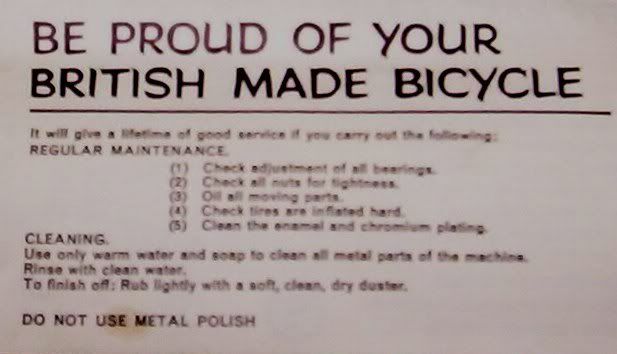 BE PROUD OF YOUR
BRITISH MADE BICYCLE
It will give a lifetime of good service if you carry out the following:
REGULAR MAINTENANCE.
(1) Check adjustment of all bearings.
(2) Check all nuts for tightness.
(3) Oil all moving parts.
(4) Check tires are inflated hard.
(5) Clean the enamel and chromium plating.
CLEANING.
Use only warm water and soap to clean all metal parts of the machine.
Rinse with clean water.
To finish off: Rub lightly with a soft, clean, dry duster.
DO NOT USE METAL POLISH